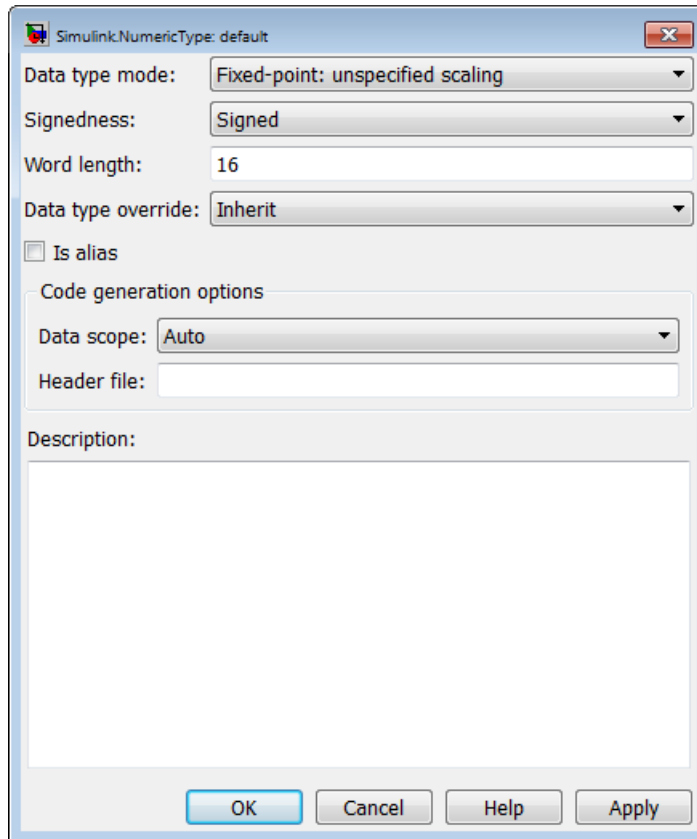 Simulink.NumericType: default
Data type mode: Fixed-point: unspecified scaling
Signedness: Signed
Word length: 16
Data type override: Inherit
Is alias
Code generation options
Data scope: Auto
Header file:
Description:
OK Cancel Help Apply